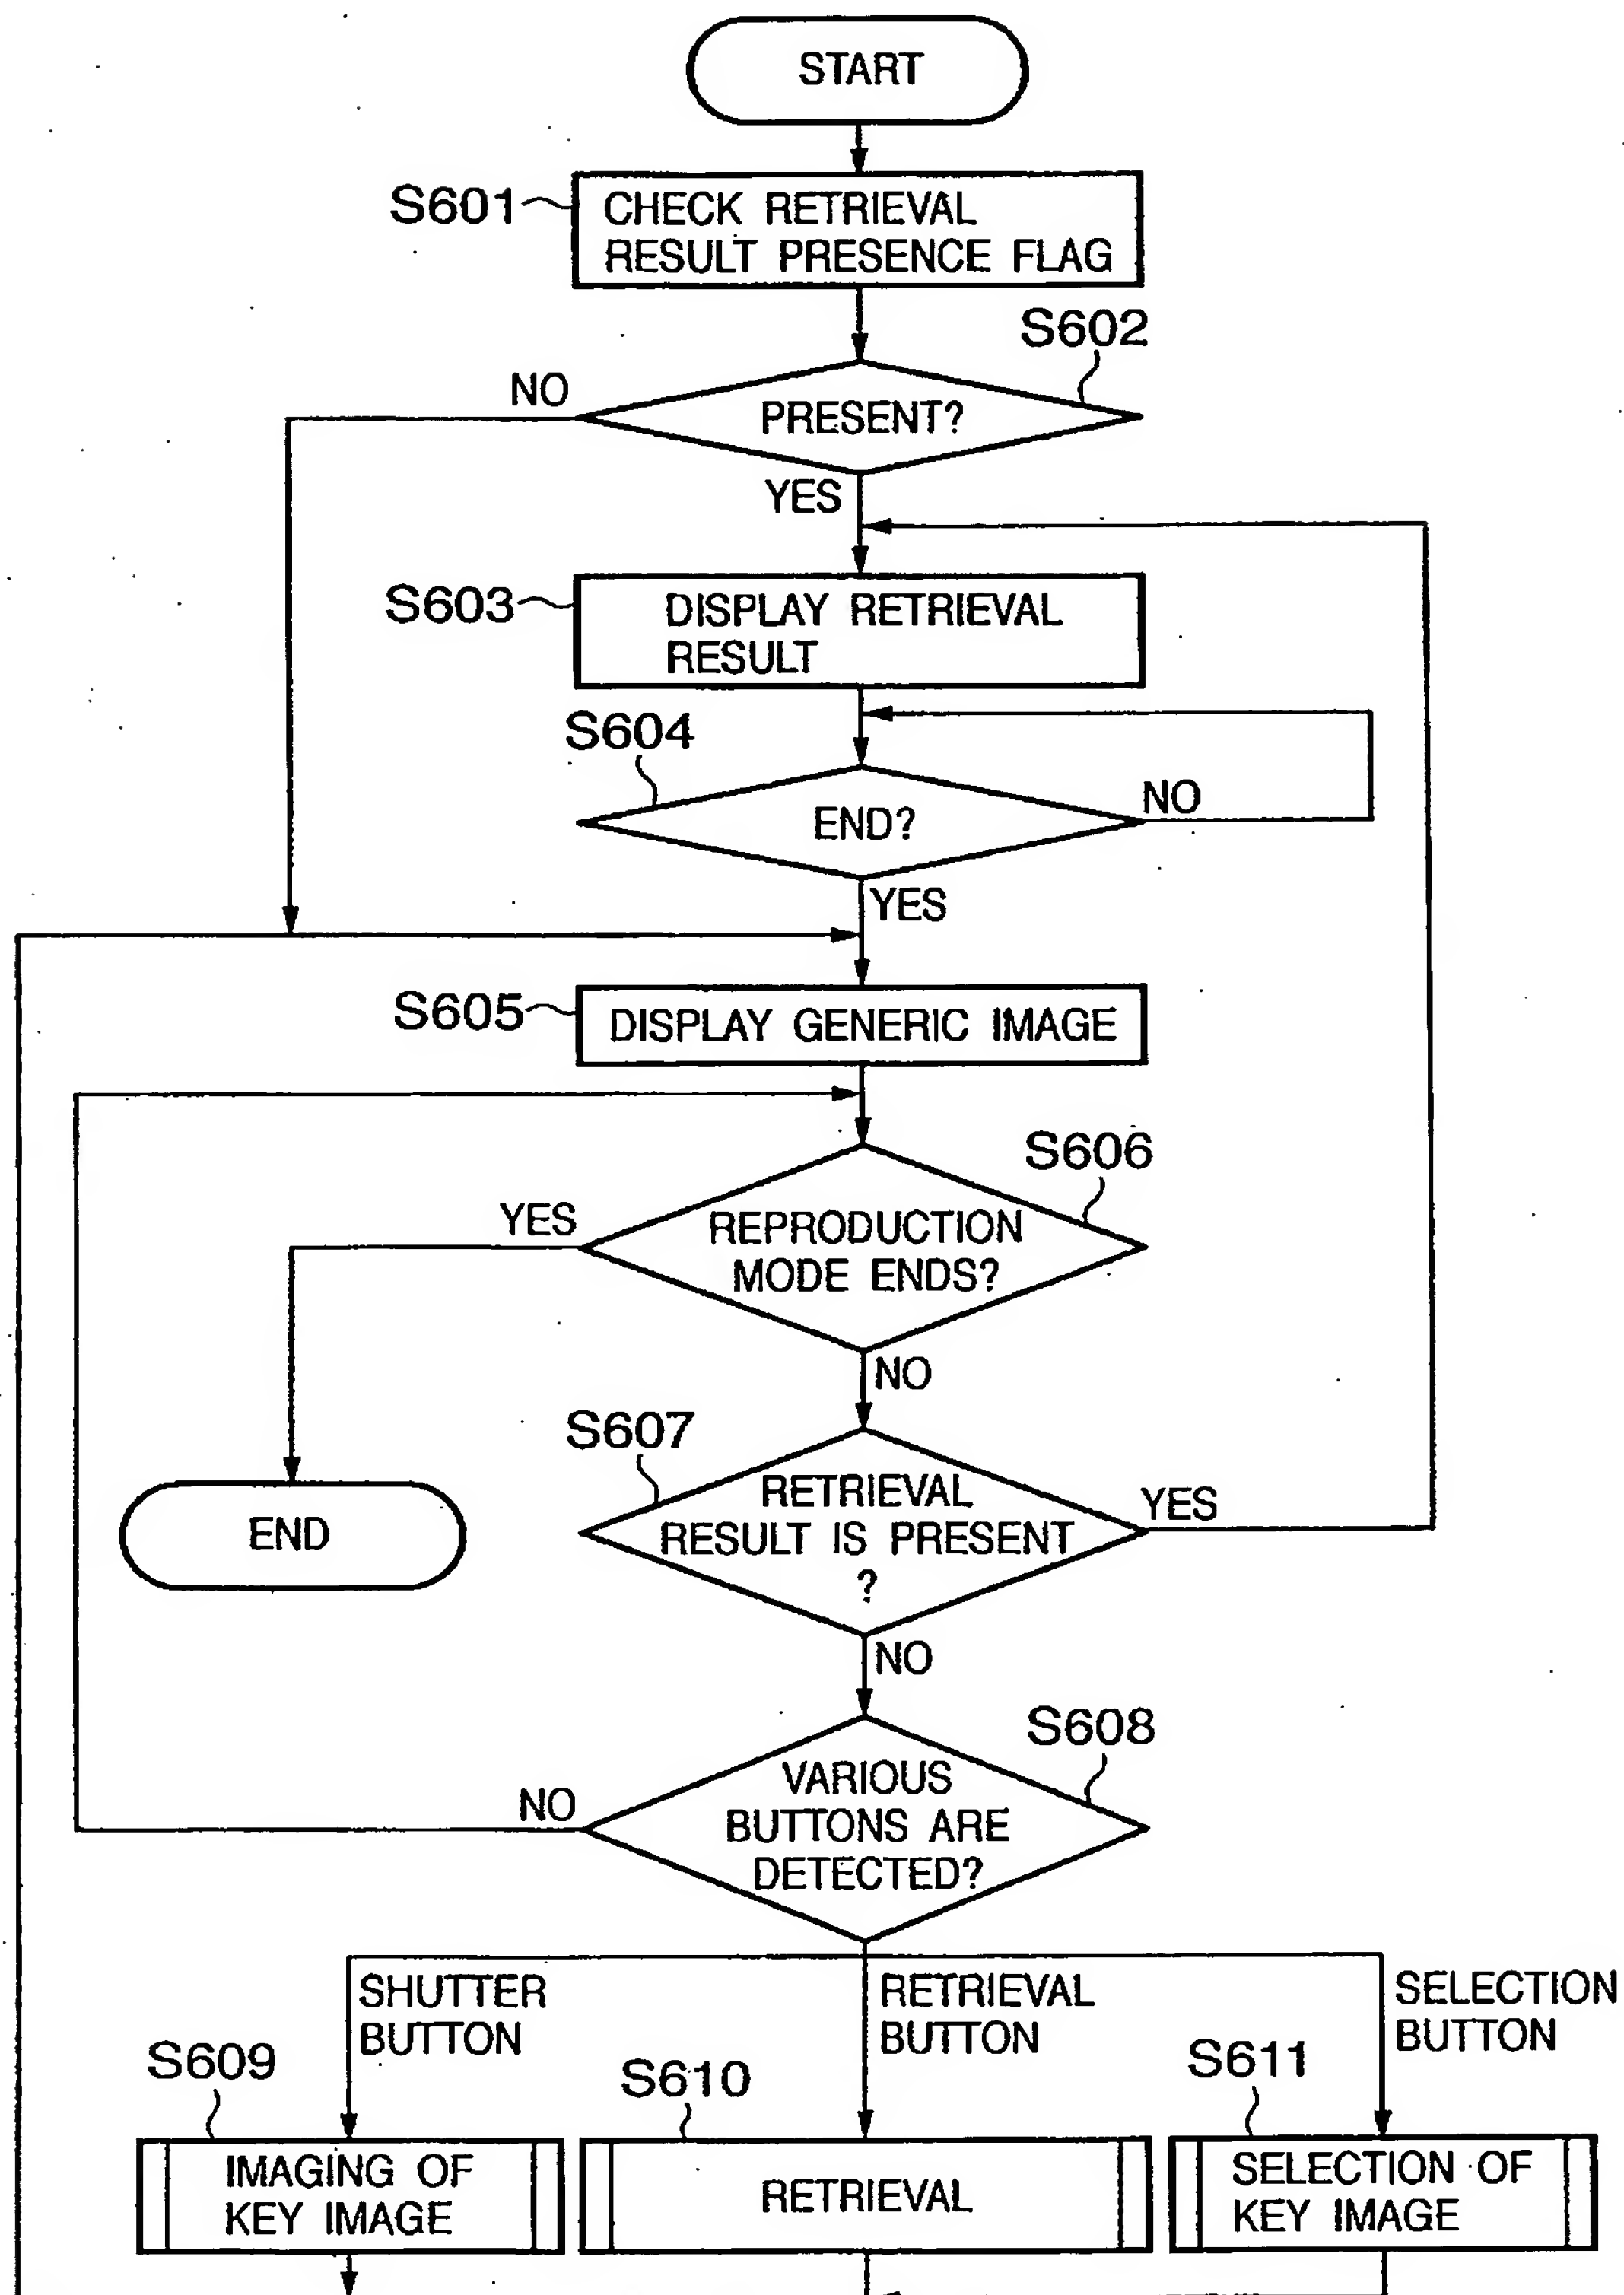 START
S601
CHECK RETRIEVAL
RESULT PRESENCE FLAG
S602
NO
PRESENT?
YES
S603
DISPLAY RETRIEVAL
RESULT
S604
END?
NO
YES
S605
DISPLAY GENERIC IMAGE
S606
YES
REPRODUCTION
MODE ENDS?
NO
S607
RETRIEVAL
RESULT IS PRESENT
?
YES
END
NO
S608
VARIOUS
BUTTONS ARE
DETECTED?
NO
SHUTTER
BUTTON
RETRIEVAL
BUTTON
SELECTION
BUTTON
S609
IMAGING OF
KEY IMAGE
S610
RETRIEVAL
S611
SELECTION OF
KEY IMAGE